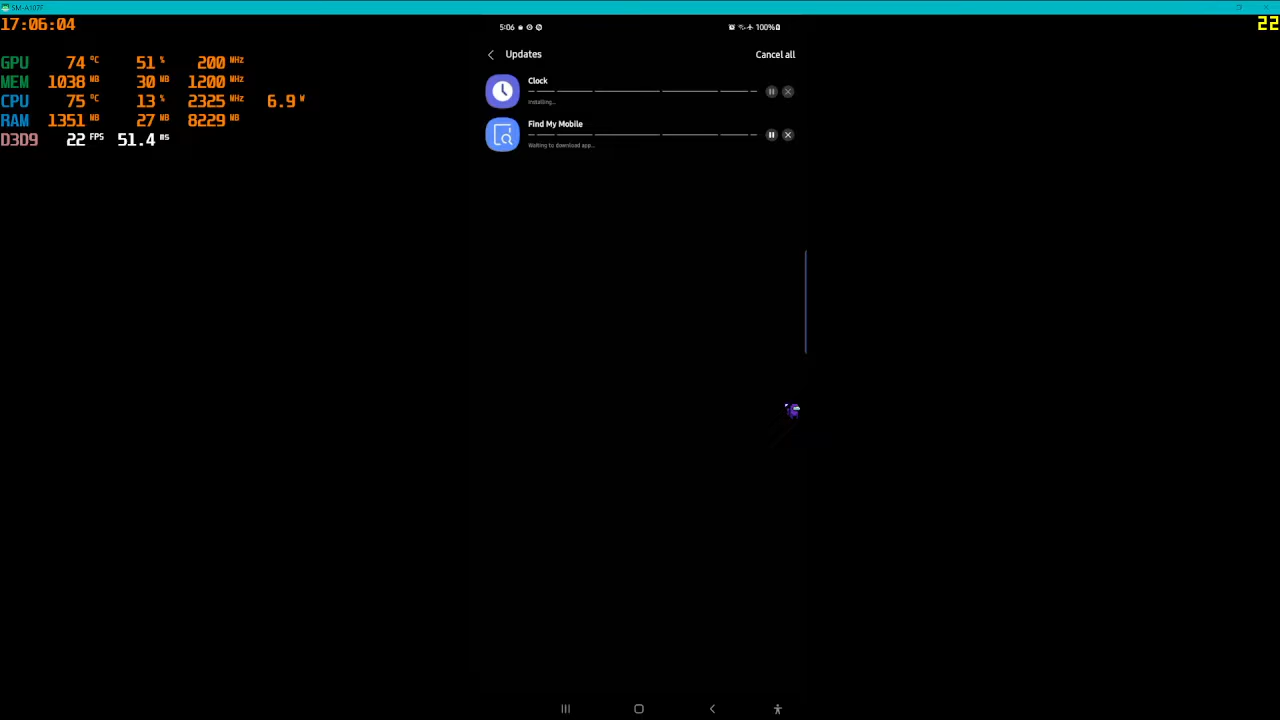 SM-A107F
17:06:04
22
GPU 74 °C 51 % 200 MHz
MEM 1038 MB 30 MB 1200 MHz
CPU 75 °C 13 % 2325 MHz 6.9 W
RAM 1351 MB 27 MB 8229 MB
D3D9 22 FPS 51.4 ms
5:06 100%
Updates Cancel all
Clock
Installing...
Find My Mobile
Waiting to download app...